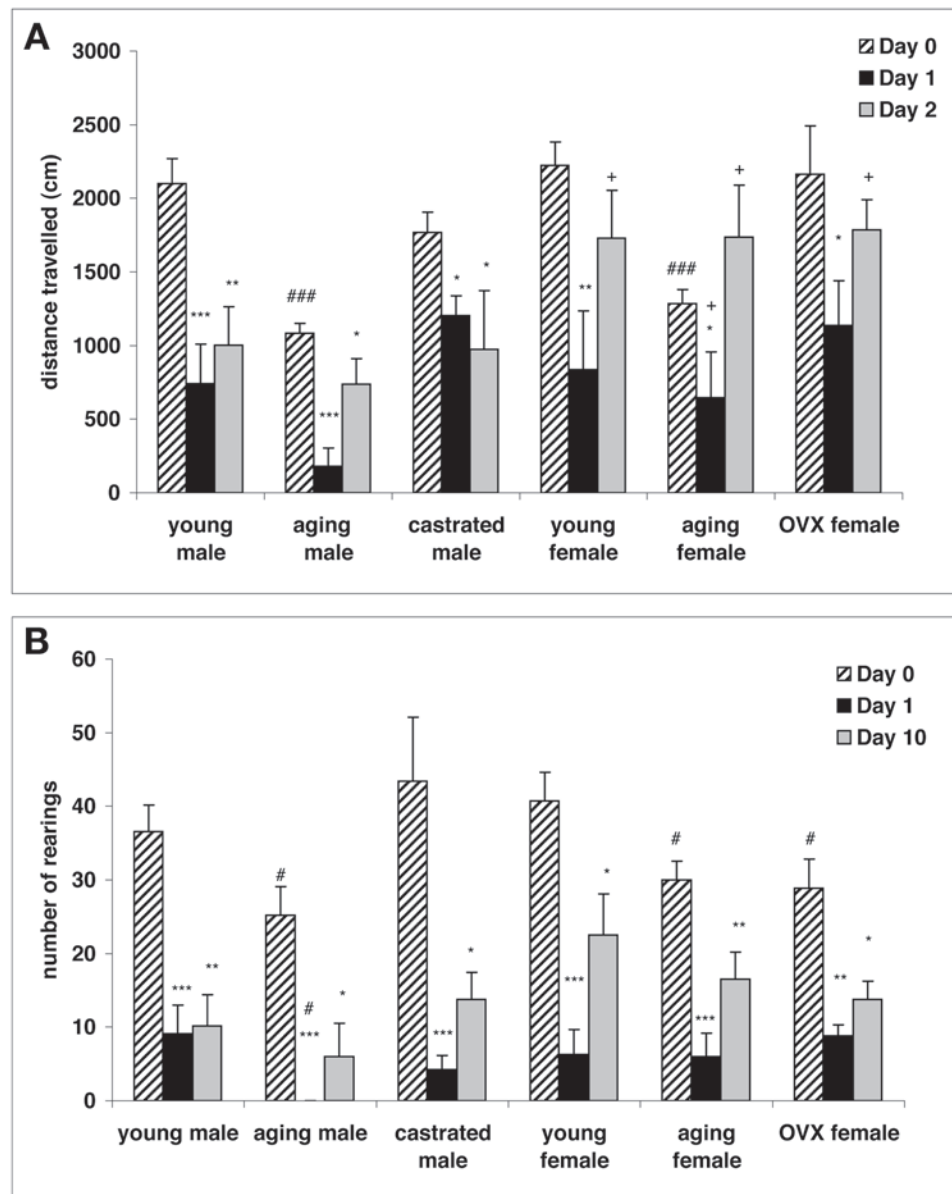 A
Day 0
Day 1
Day 2
distance travelled (cm)
3000
2500
2000
1500
1000
500
0
***
**
###
***
*
*
*
**
+
###
+
*
+
*
+
young male
aging male
castrated male
young female
aging female
OVX female
B
Day 0
Day 1
Day 10
number of rearings
60
50
40
30
20
10
0
***
**
#
#
***
*
***
*
***
*
#
***
**
#
**
*
young male
aging male
castrated male
young female
aging female
OVX female